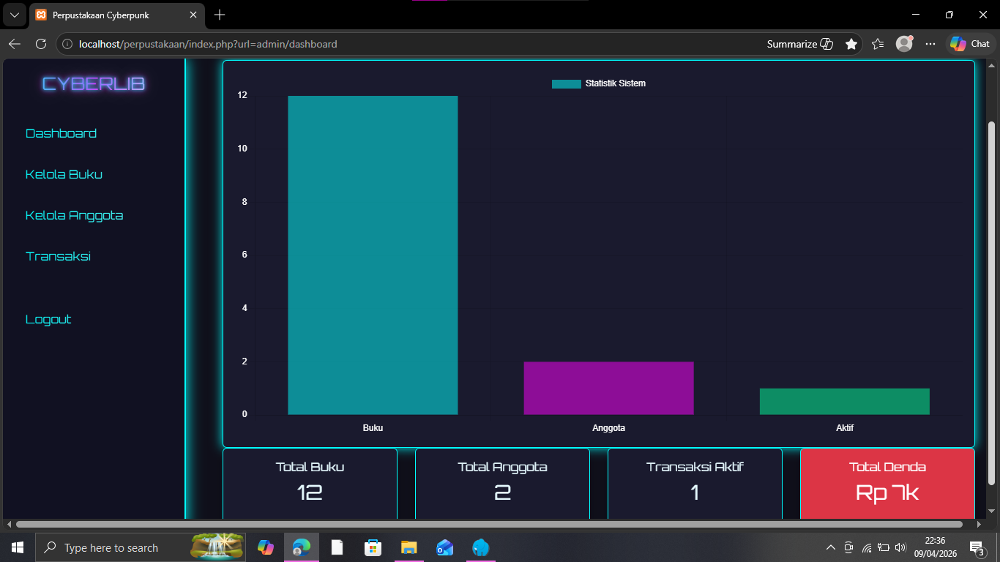 Perpustakaan Cyberpunk
localhost/perpustakaan/index.php?url=admin/dashboard
Summarize
Chat
CYBERLIB
Dashboard
Kelola Buku
Kelola Anggota
Transaksi
Logout
Statistik Sistem
12
10
8
6
4
2
0
Buku
Anggota
Aktif
Total Buku
12
Total Anggota
2
Transaksi Aktif
1
Total Denda
Rp 7k
Type here to search
22:36
09/04/2026
3